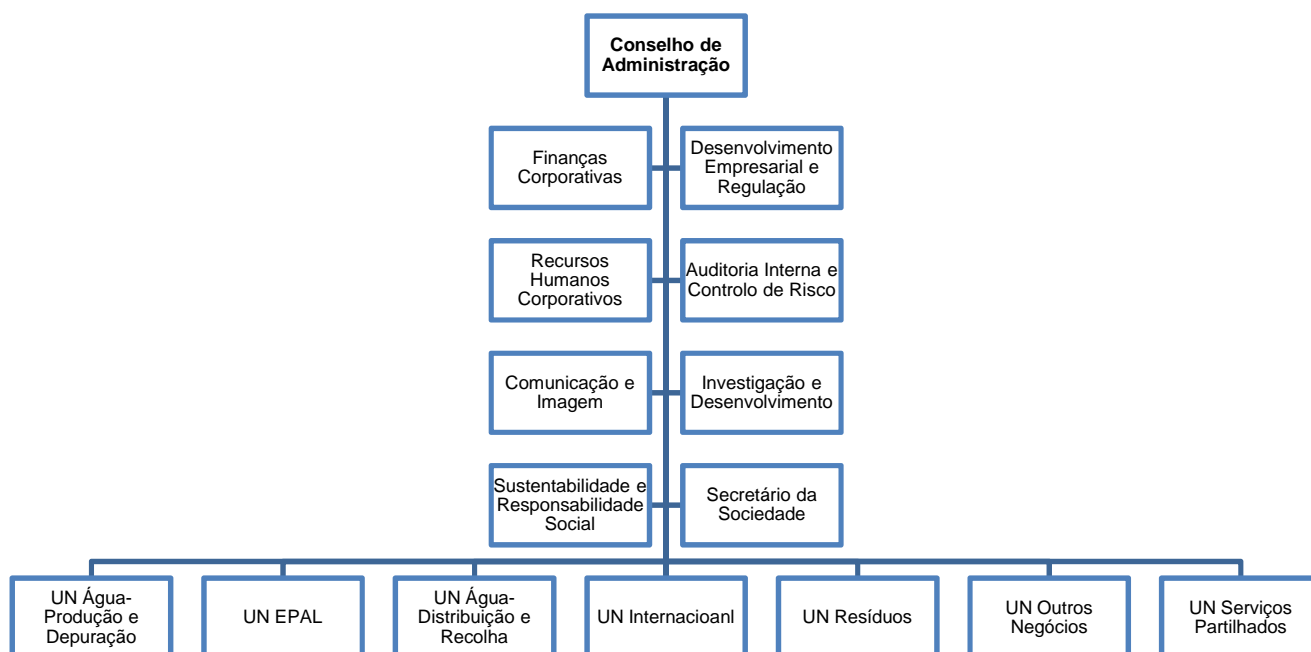 Conselho de
Administração
Finanças
Corporativas
Desenvolvimento
Empresarial e
Regulação
Recursos
Humanos
Corporativos
Auditoria Interna e
Controlo de Risco
Comunicação e
Imagem
Investigação e
Desenvolvimento
Sustentabilidade e
Responsabilidade
Social
Secretário da
Sociedade
UN Água-
Produção e
Depuração
UN EPAL
UN Água-
Distribuição e
Recolha
UN Internacioanl
UN Resíduos
UN Outros
Negócios
UN Serviços
Partilhados